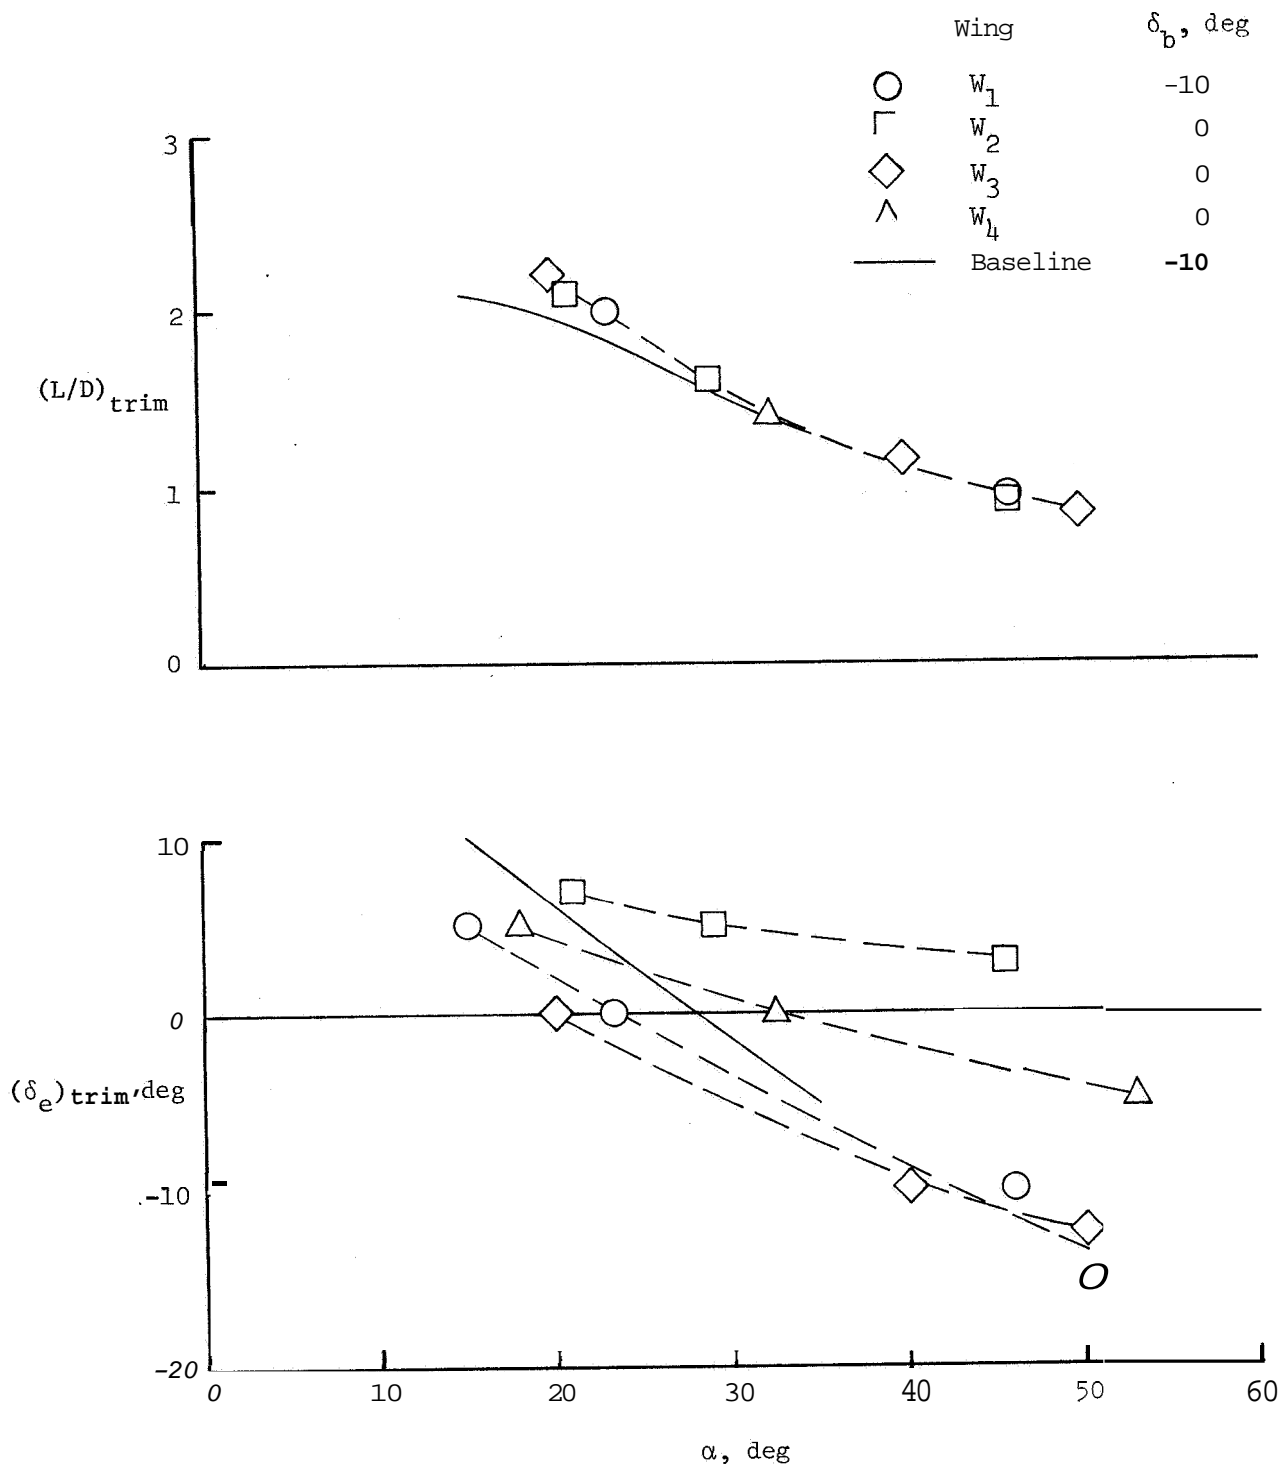 Wing δb, deg
W1 -10
W2 0
W3 0
W4 0
Baseline -10
3
2
(L/D)trim
1
0
10
0
(δe)trim, deg
-10
-20
0 10 20 30 40 50 60
α, deg